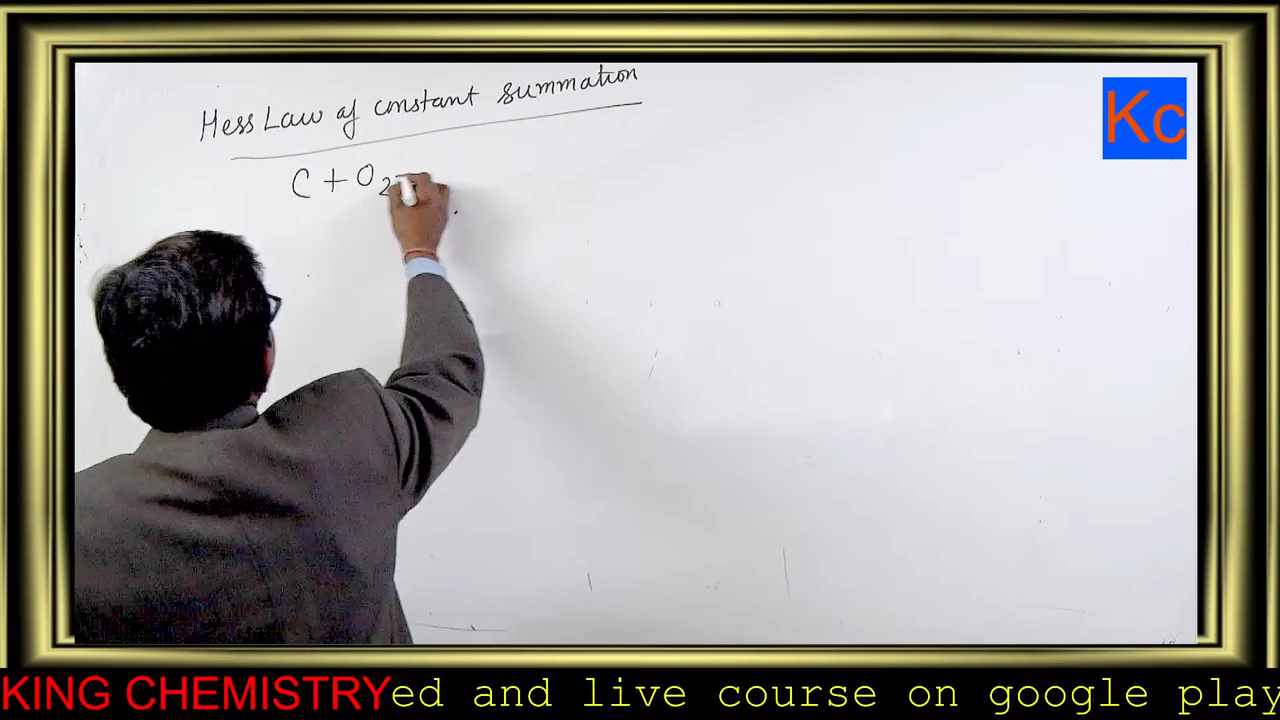 Hess Law of constant summation
Kc
C + O2
KING CHEMISTRYed and live course on google play